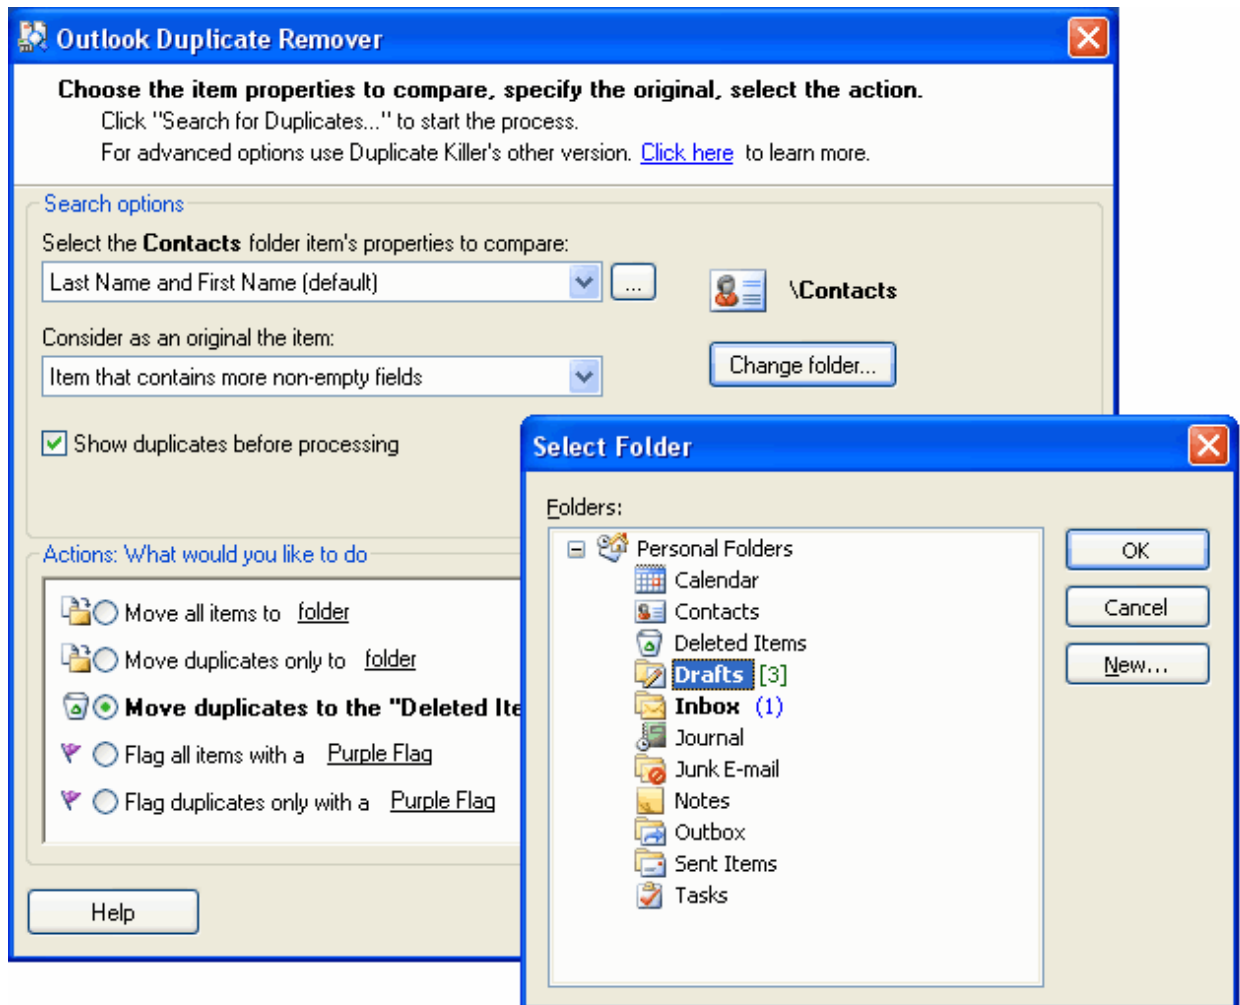 Outlook Duplicate Remover
Choose the item properties to compare, specify the original, select the action.
Click "Search for Duplicates..." to start the process.
For advanced options use Duplicate Killer's other version. Click here to learn more.
Search options
Select the Contacts folder item's properties to compare:
Last Name and First Name (default)
...
\Contacts
Consider as an original the item:
Item that contains more non-empty fields
Change folder...
Show duplicates before processing
Actions: What would you like to do
Move all items to folder
Move duplicates only to folder
Move duplicates to the "Deleted Ite
Flag all items with a Purple Flag
Flag duplicates only with a Purple Flag
Help
Select Folder
Folders:
Personal Folders
Calendar
Contacts
Deleted Items
Drafts [3]
Inbox (1)
Journal
Junk E-mail
Notes
Outbox
Sent Items
Tasks
OK
Cancel
New...